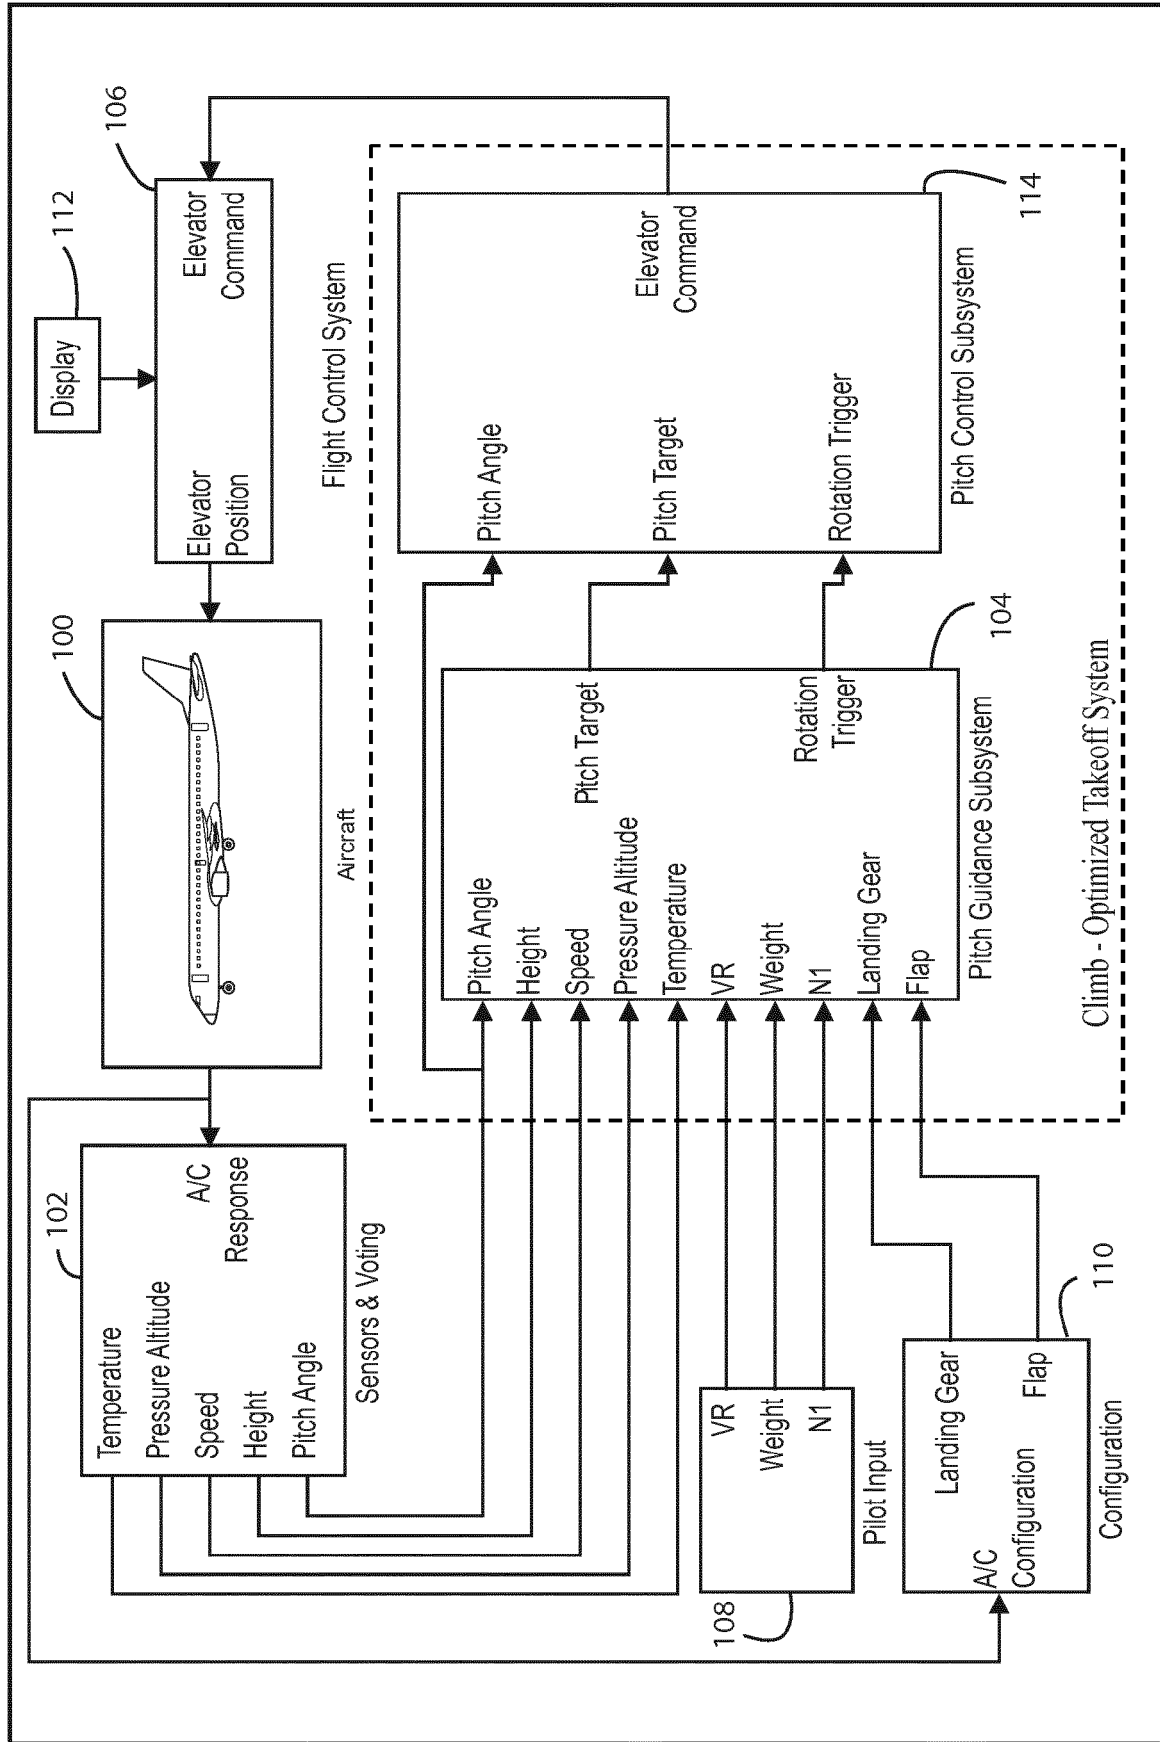 102
Temperature
Pressure Altitude
Speed
Height
Pitch Angle
A/C
Response
Sensors & Voting
100
Aircraft
112
Display
106
Elevator
Position
Elevator
Command
Flight Control System
108
VR
Weight
N1
Pilot Input
A/C
Configuration
Landing Gear
Flap
Configuration
110
Pitch Angle
Height
Speed
Pressure Altitude
Temperature
VR
Weight
N1
Landing Gear
Flap
Pitch Target
Rotation
Trigger
Pitch Guidance Subsystem
104
Pitch Angle
Pitch Target
Rotation Trigger
Elevator
Command
Pitch Control Subsystem
114
Climb - Optimized Takeoff System